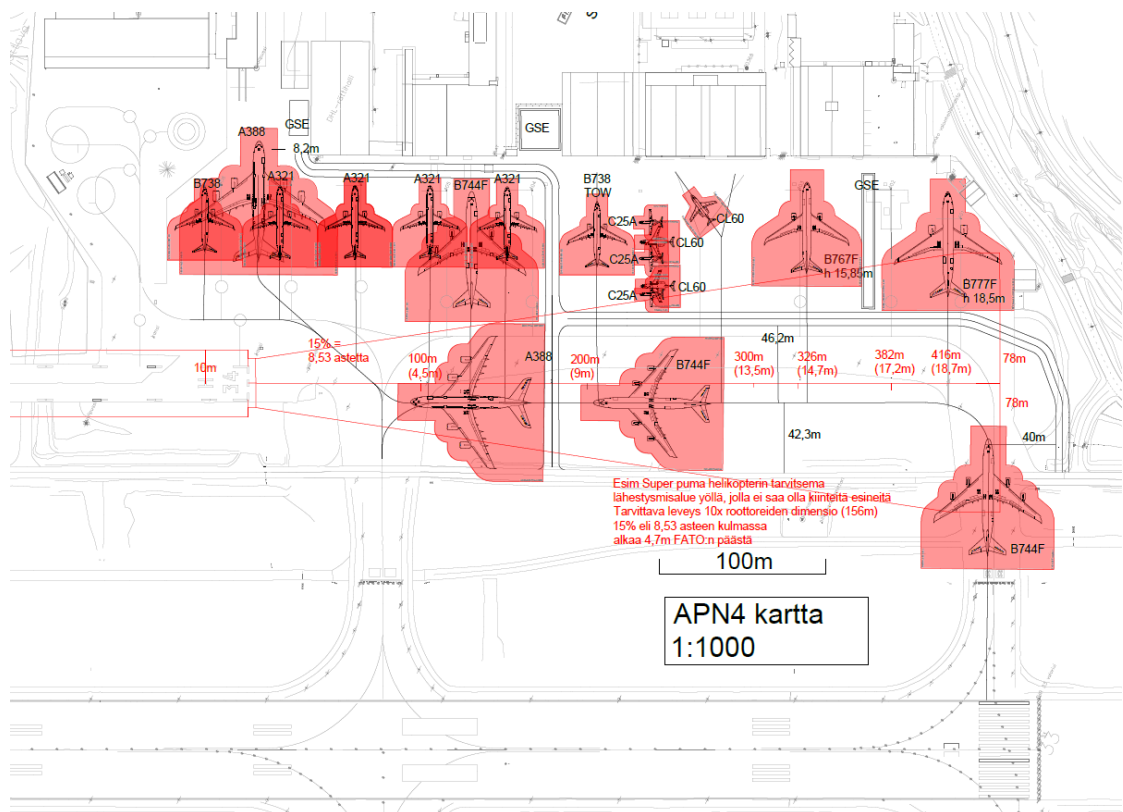 S
GSE
DHL-rahtihalli
A388
8,2m
GSE
B738
A321
A321
A321
B744F
A321
B738
TOW
GSE
C25A
CL60
CL60
C25A
C25A
CL60
B767F
h 15,85m
B777F
h 18,5m
15% =
8,53 astetta
10m
100m
(4,5m)
A388
200m
(9m)
B744F
46,2m
300m
(13,5m)
326m
(14,7m)
382m
(17,2m)
416m
(18,7m)
78m
78m
H4
42,3m
40m
Esim Super puma helikopterin tarvitsema
lähestymisalue yöllä, jolla ei saa olla kiinteitä esineitä
Tarvittava leveys 10x roottoreiden dimensio (156m)
15% eli 8,53 asteen kulmassa
alkaa 4,7m FATO:n päästä
B744F
100m
APN4 kartta
1:1000